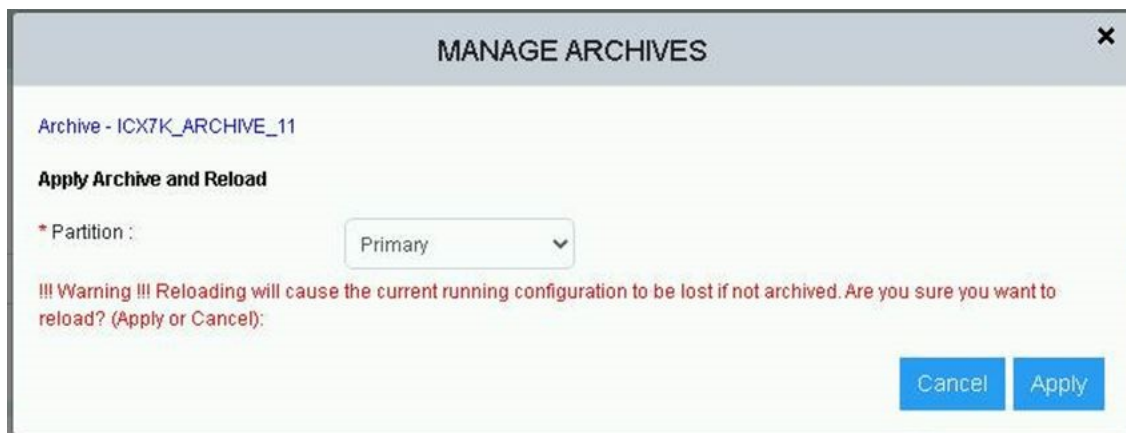 MANAGE ARCHIVES
Archive - ICX7K_ARCHIVE_11
Apply Archive and Reload
* Partition :
Primary
!!! Warning !!! Reloading will cause the current running configuration to be lost if not archived. Are you sure you want to
reload? (Apply or Cancel):
Cancel
Apply